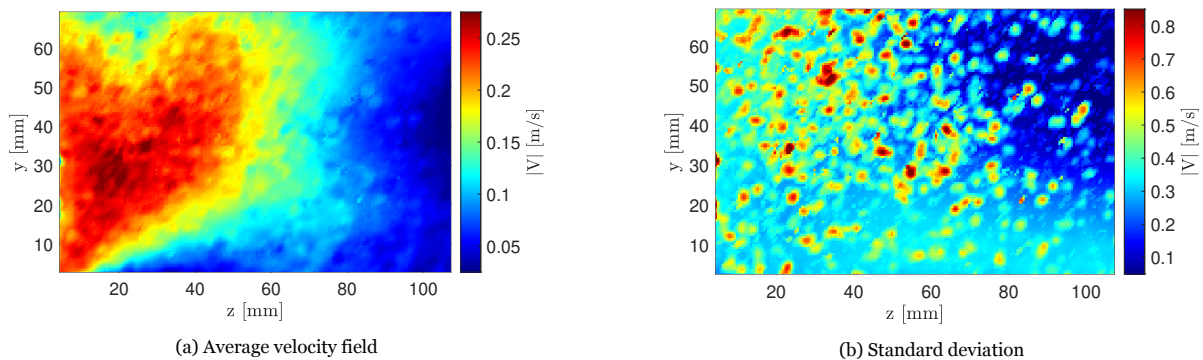 60
50
40
30
20
10
y [mm]
20 40 60 80 100
z [mm]
0.25
0.2
0.15
0.1
0.05
|V| [m/s]
(a) Average velocity field
60
50
40
30
20
10
y [mm]
20 40 60 80 100
z [mm]
0.8
0.7
0.6
0.5
0.4
0.3
0.2
0.1
|V| [m/s]
(b) Standard deviation